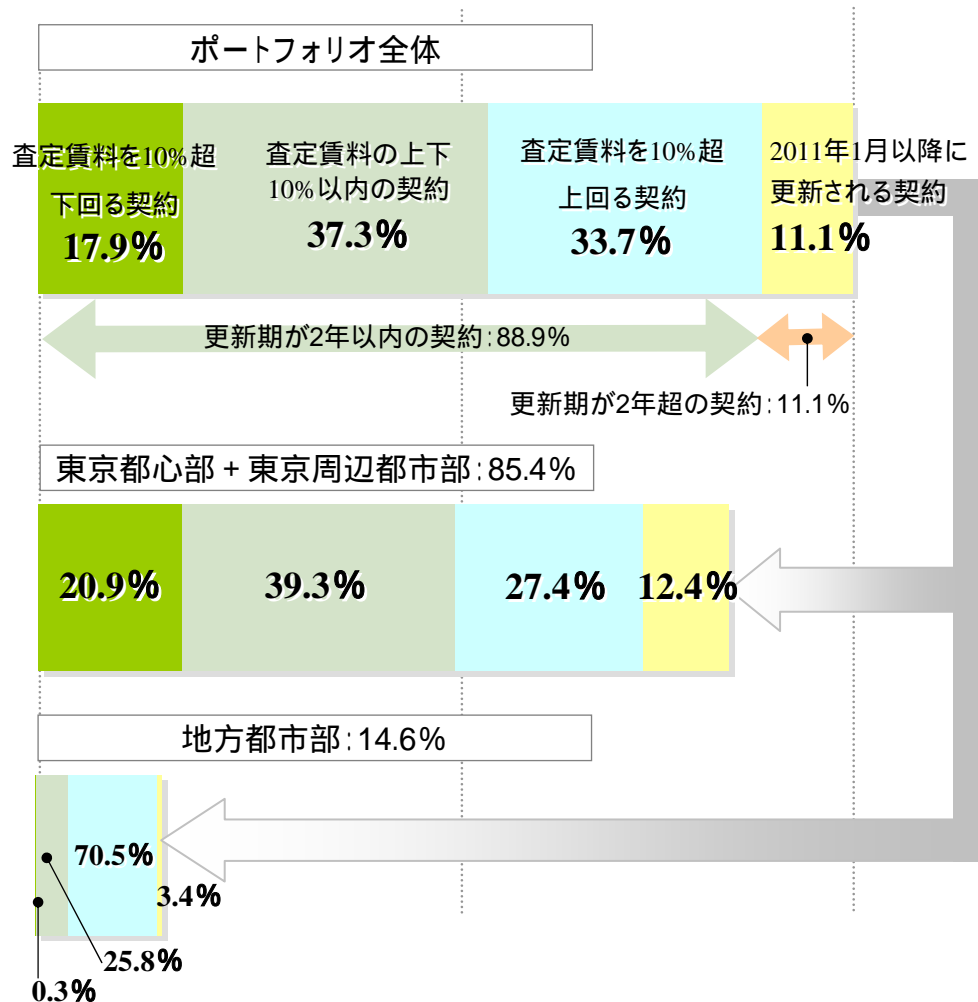 ポートフォリオ全体
査定賃料を10%超
下回る契約
17.9%
査定賃料の上下
10%以内の契約
37.3%
査定賃料を10%超
上回る契約
33.7%
2011年1月以降に
更新される契約
11.1%
更新期が2年以内の契約:88.9%
更新期が2年超の契約:11.1%
東京都心部+東京周辺都市部:85.4%
20.9%
39.3%
27.4%
12.4%
地方都市部:14.6%
70.5%
3.4%
25.8%
0.3%